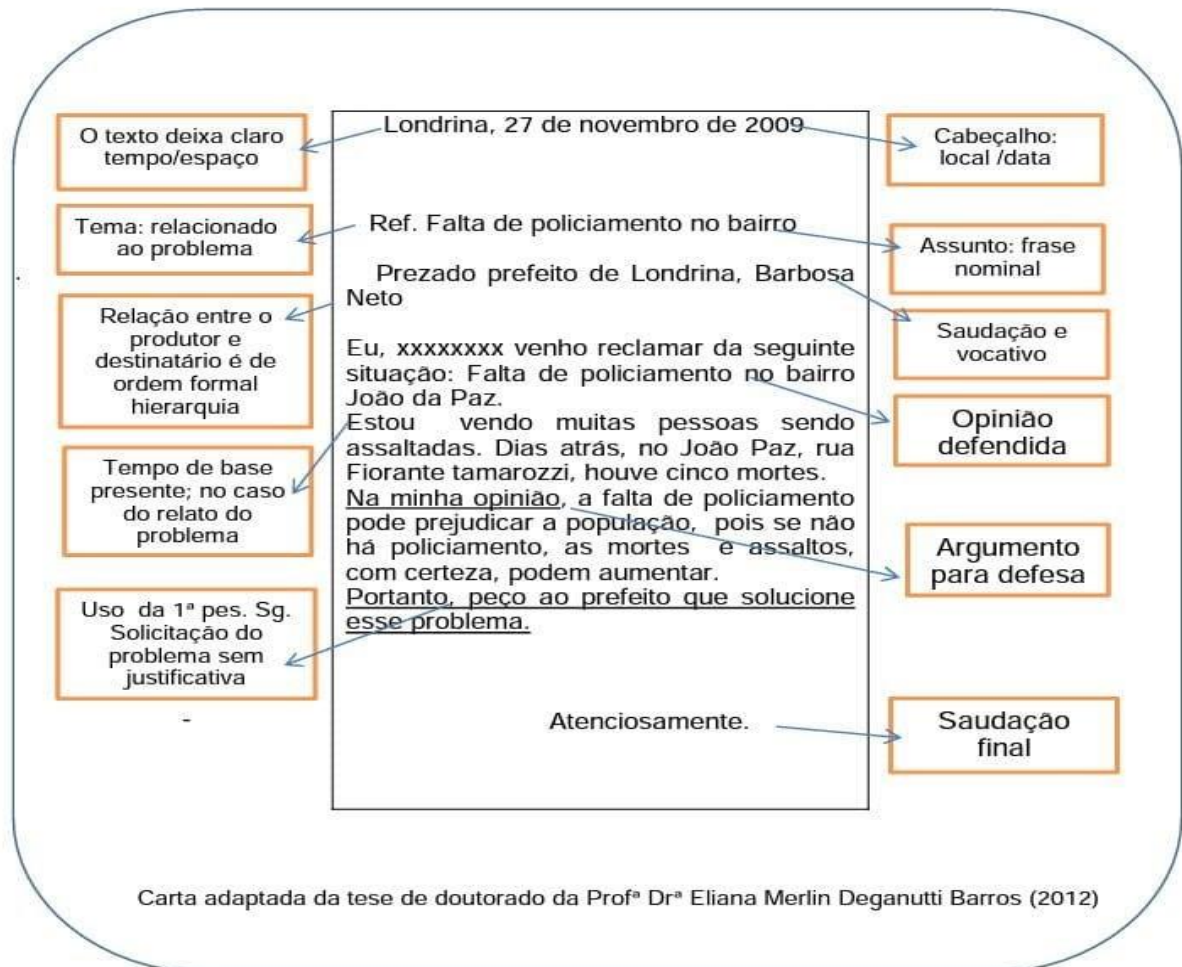 O texto deixa claro
tempo/espaço
Tema: relacionado
ao problema
Relação entre o
produtor e
destinatário é de
ordem formal
hierarquia
Tempo de base
presente; no caso
do relato do
problema
Uso da 1ª pes. Sg.
Solicitação do
problema sem
justificativa
-
.
Londrina, 27 de novembro de 2009
Ref. Falta de policiamento no bairro
Prezado prefeito de Londrina, Barbosa
Neto
Eu, xxxxxxxx venho reclamar da seguinte
situação: Falta de policiamento no bairro
João da Paz.
Estou vendo muitas pessoas sendo
assaltadas. Dias atrás, no João Paz, rua
Fiorante tamarozzi, houve cinco mortes.
Na minha opinião, a falta de policiamento
pode prejudicar a população, pois se não
há policiamento, as mortes e assaltos,
com certeza, podem aumentar.
Portanto, peço ao prefeito que solucione
esse problema.
Atenciosamente.
Cabeçalho:
local /data
Assunto: frase
nominal
Saudação e
vocativo
Opinião
defendida
Argumento
para defesa
Saudação
final
Carta adaptada da tese de doutorado da Profª Drª Eliana Merlin Deganutti Barros (2012)